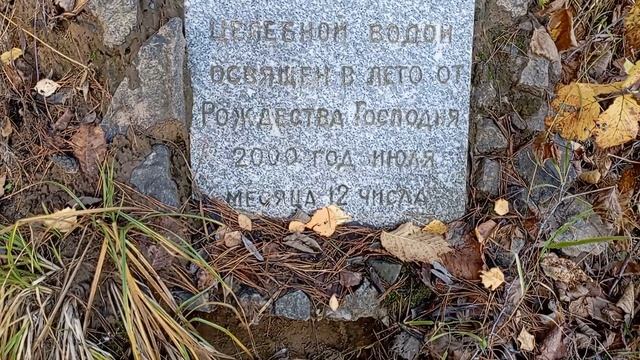 ЦЕЛЕБНОЙ ВОДОЙ
ОСВЯЩЕН В ЛЕТО ОТ
РОЖДЕСТВА ГОСПОДНЯ
2000 ГОД ИЮЛЯ
МЕСЯЦА 12 ЧИСЛА